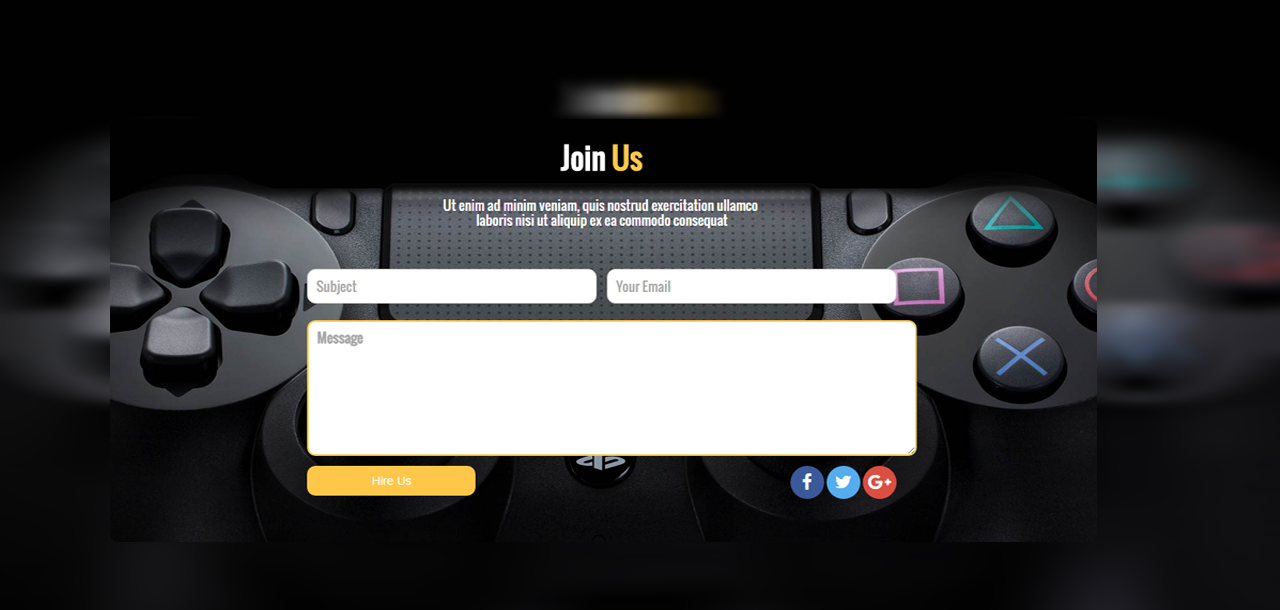 Join Us
Ut enim ad minim veniam, quis nostrud exercitation ullamco
laboris nisi ut aliquip ex ea commodo consequat
Subject
Your Email
Message
Hire Us